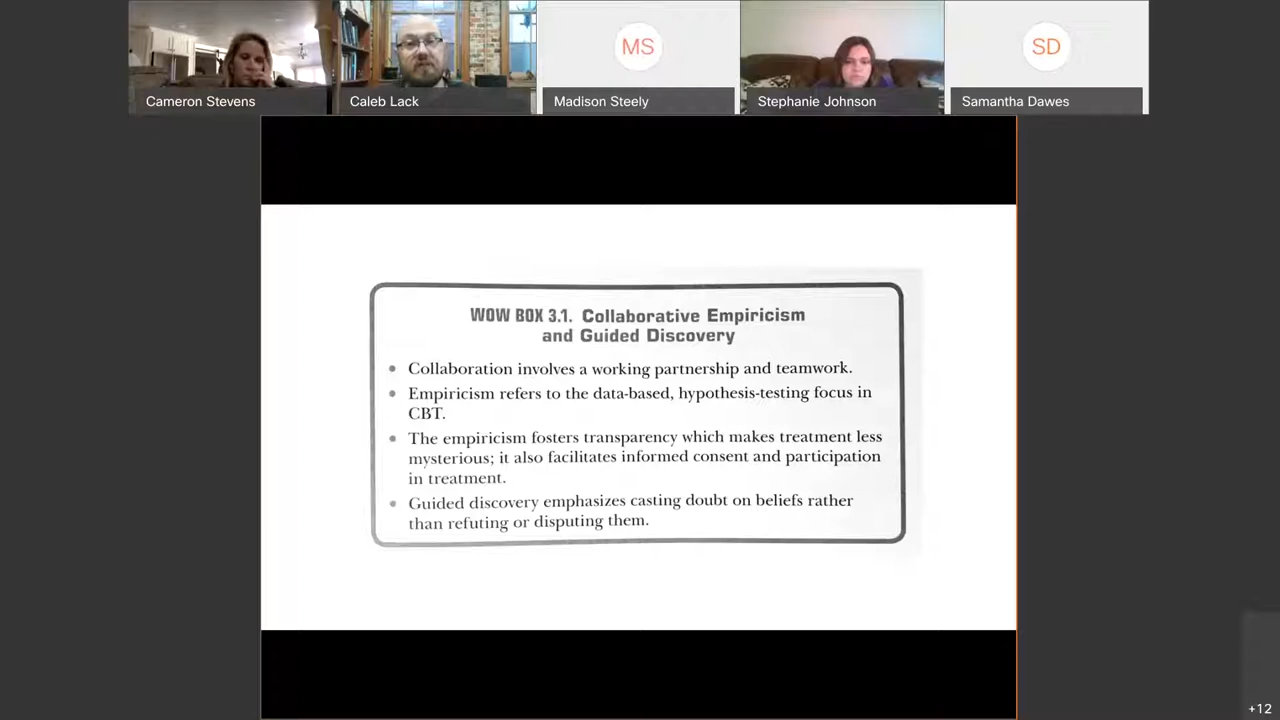 MS
SD
Cameron Stevens
Caleb Lack
Madison Steely
Stephanie Johnson
Samantha Dawes
WOW BOX 3.1. Collaborative Empiricism
and Guided Discovery
• Collaboration involves a working partnership and teamwork.
• Empiricism refers to the data-based, hypothesis-testing focus in
CBT.
• The empiricism fosters transparency which makes treatment less
mysterious; it also facilitates informed consent and participation
in treatment.
• Guided discovery emphasizes casting doubt on beliefs rather
than refuting or disputing them.
+12